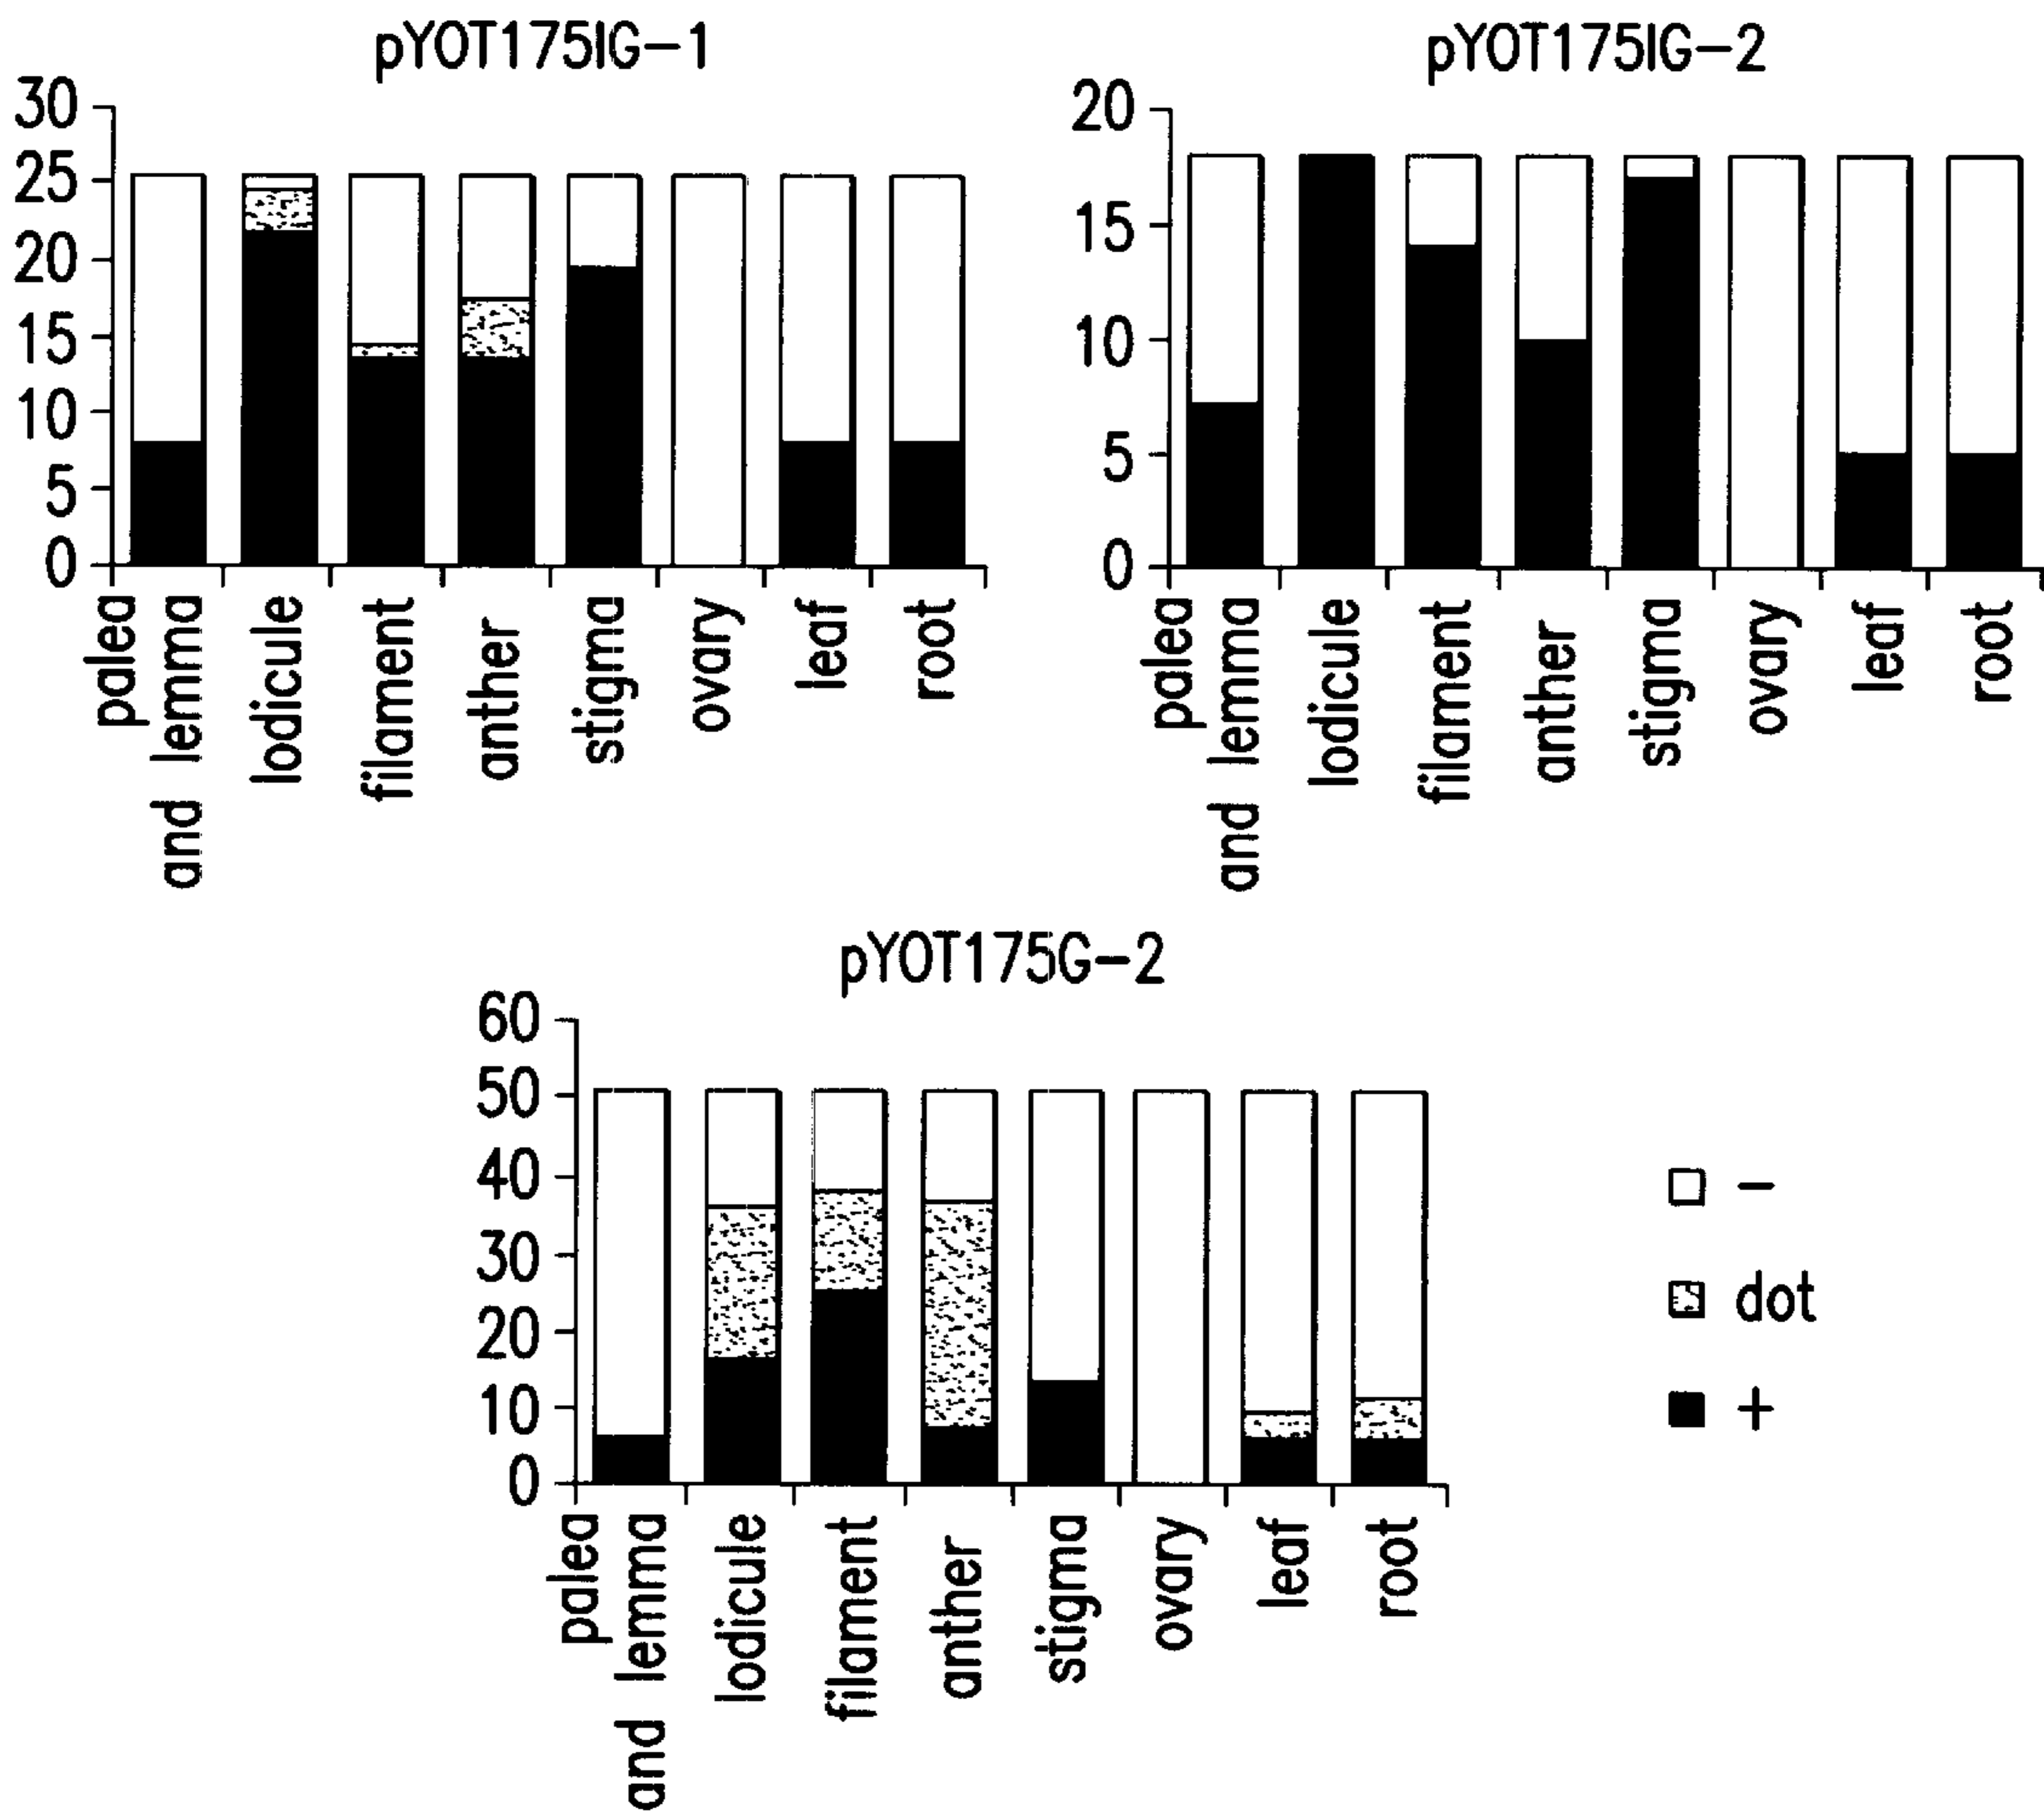 pYOT175IG-1
30
25
20
15
10
5
0
palea
and lemma
lodicule
filament
anther
stigma
ovary
leaf
root
pYOT175IG-2
20
15
10
5
0
palea
and lemma
lodicule
filament
anther
stigma
ovary
leaf
root
pYOT175G-2
60
50
40
30
20
10
0
palea
and lemma
lodicule
filament
anther
stigma
ovary
leaf
root
-
dot
+